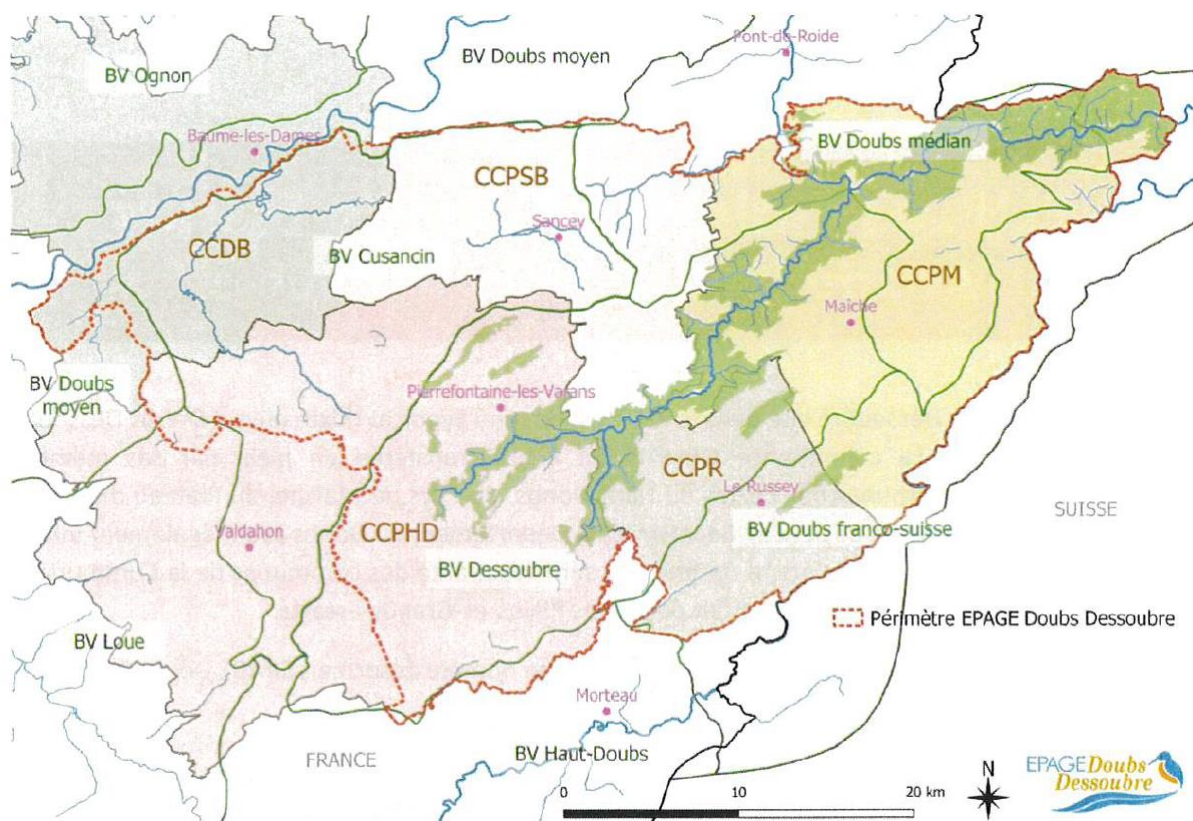 BV Doubs moyen
Pont-de-Roide
BV Ognon
Baume-les-Dames
BV Doubs médian
CCPSB
Sancey
CCDB
BV Cusancin
CCPM
Maîche
BV Doubs
moyen
Pierrefontaine-les-Varans
CCPR
Le Russey
SUISSE
BV Doubs franco-suisse
Valdahon
CCPHD
BV Dessoubre
Périmètre EPAGE Doubs Dessoubre
BV Loue
Morteau
BV Haut-Doubs
FRANCE
N
EPAGE Doubs
Dessoubre
0 10 20 km